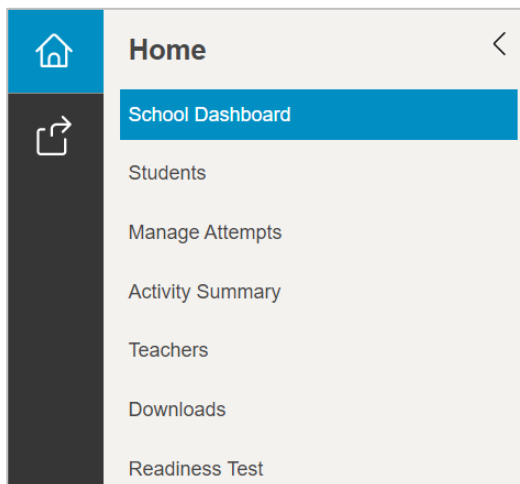 Home
School Dashboard
Students
Manage Attempts
Activity Summary
Teachers
Downloads
Readiness Test